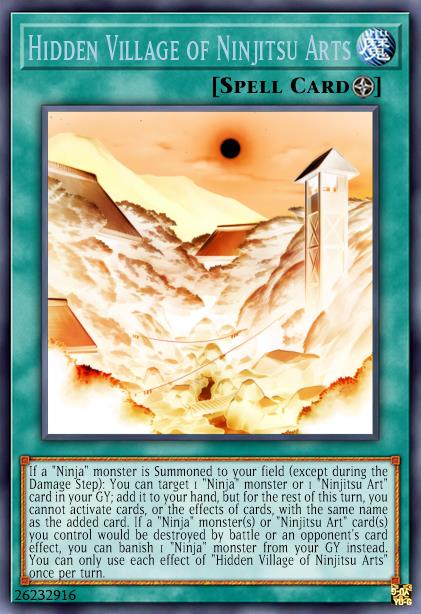 Hidden Village of Ninjitsu Arts 魔
[Spell Card]
If a "Ninja" monster is Summoned to your field (except during the
Damage Step): You can target 1 "Ninja" monster or 1 "Ninjitsu Art"
card in your GY; add it to your hand, but for the rest of this turn, you
cannot activate cards, or the effects of cards, with the same name
as the added card. If a "Ninja" monster(s) or "Ninjitsu Art" card(s)
you control would be destroyed by battle or an opponent's card
effect, you can banish 1 "Ninja" monster from your GY instead.
You can only use each effect of "Hidden Village of Ninjitsu Arts"
once per turn.
26232916